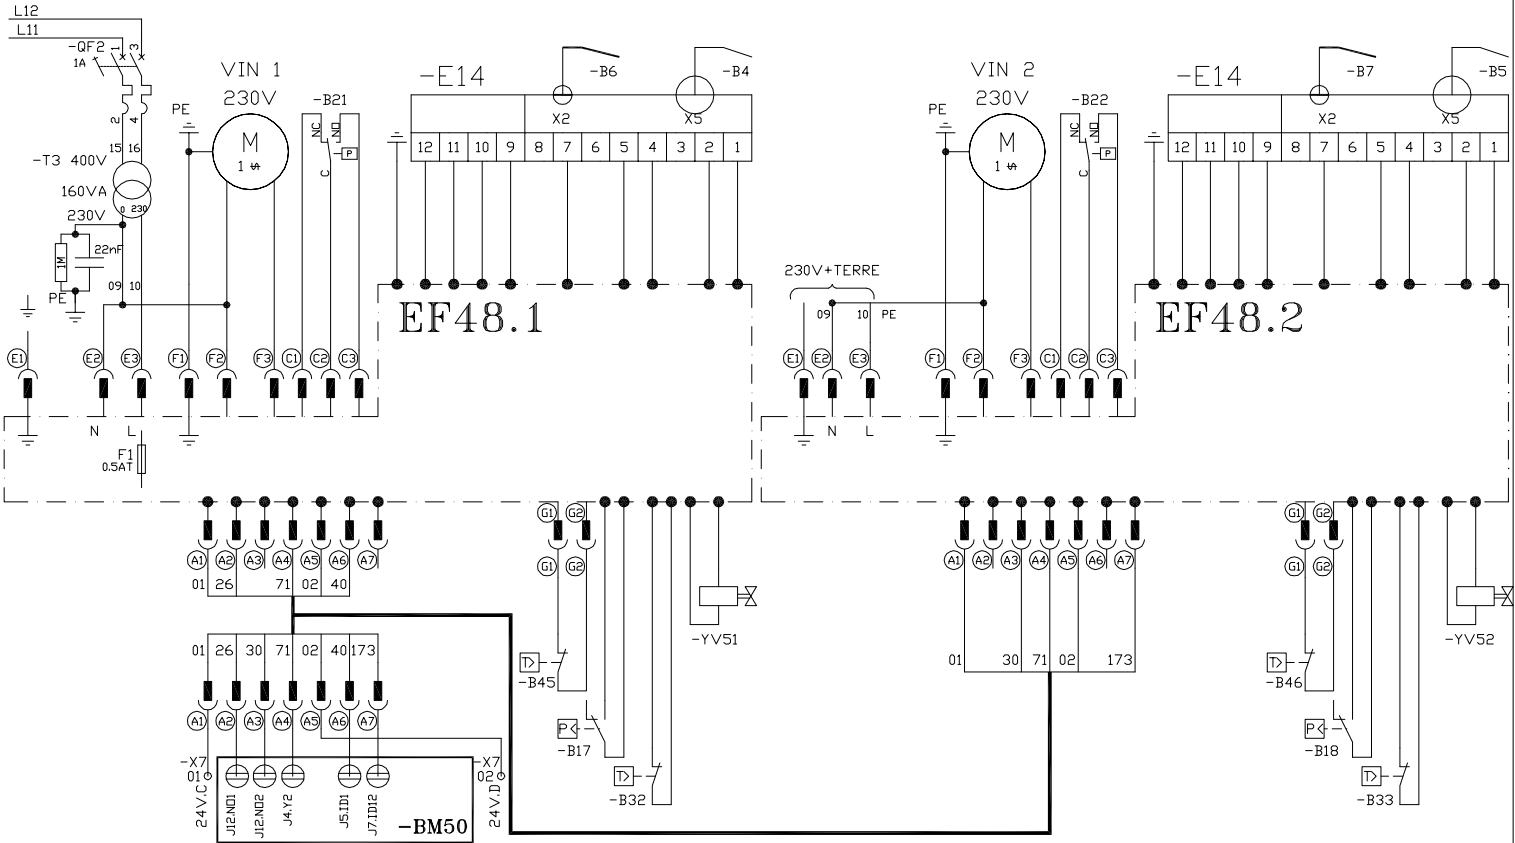 L12
L11
-QF2
1A
1 3
2 4
15 16
-T3 400V
160VA
230V
0 230
22nF
1M
PE
09 10
VIN 1
230V
PE
M
1
-B21
NC NO
P
C
-E14
-B6
-B4
X2
X5
12 11 10 9 8 7 6 5 4 3 2 1
VIN 2
230V
PE
M
1
-B22
NC NO
P
C
-E14
-B7
-B5
X2
X5
12 11 10 9 8 7 6 5 4 3 2 1
EF48.1
230V+TERRE
09 10 PE
EF48.2
E1 E2 E3 F1 F2 F3 C1 C2 C3
E1 E2 E3 F1 F2 F3 C1 C2 C3
N L
F1
0.5AT
N L
A1 A2 A3 A4 A5 A6 A7
01 26 71 02 40
G1 G2
G1 G2
-YV51
T>
-B45
P<
-B17
T>
-B32
A1 A2 A3 A4 A5 A6 A7
01 30 71 02 173
G1 G2
G1 G2
-YV52
T>
-B46
P<
-B18
T>
-B33
01 26 30 71 02 40 173
A1 A2 A3 A4 A5 A6 A7
-X7
01
24V.C
J12.NO1
J12.NO2
J4.Y2
J5.ID1
J7.ID12
-X7
02
24V.D
-BM50